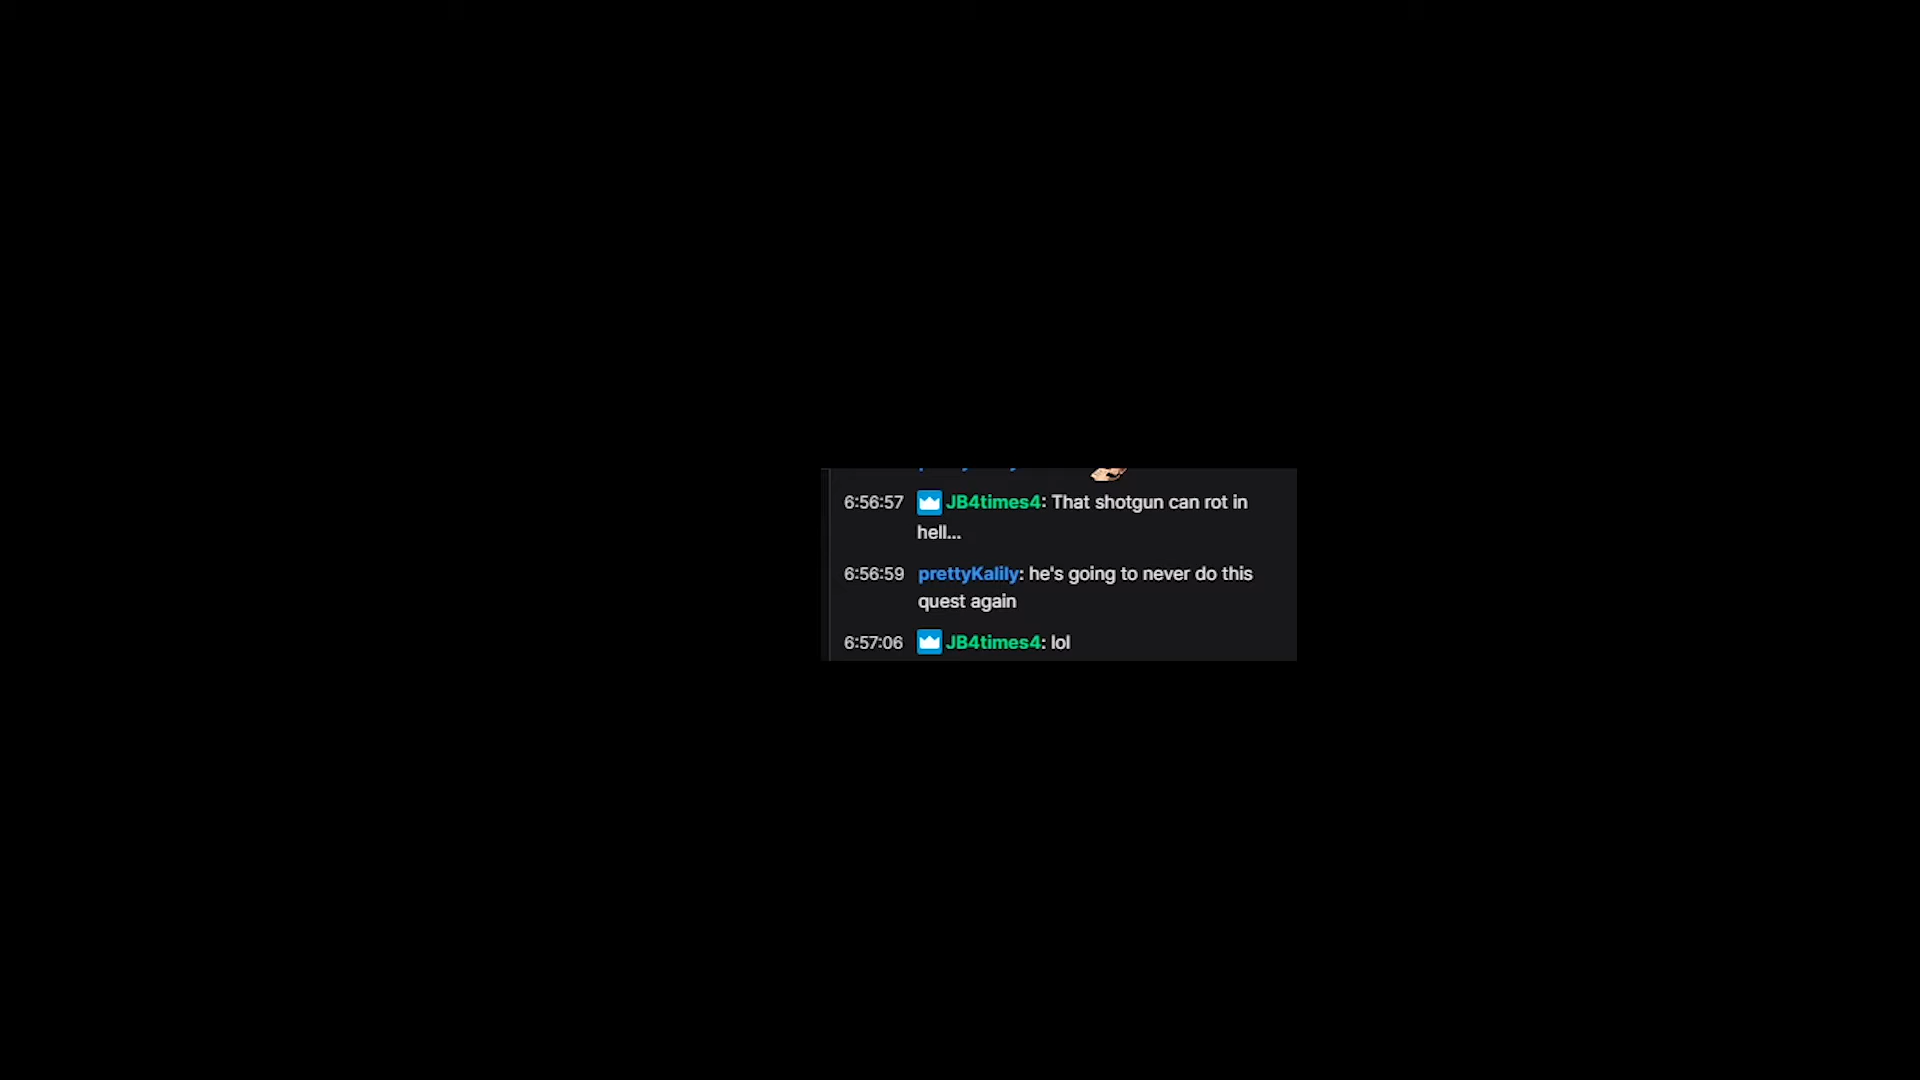 6:56:57 JB4times4: That shotgun can rot in
hell...
6:56:59 prettyKalily: he's going to never do this
quest again
6:57:06 JB4times4: lol